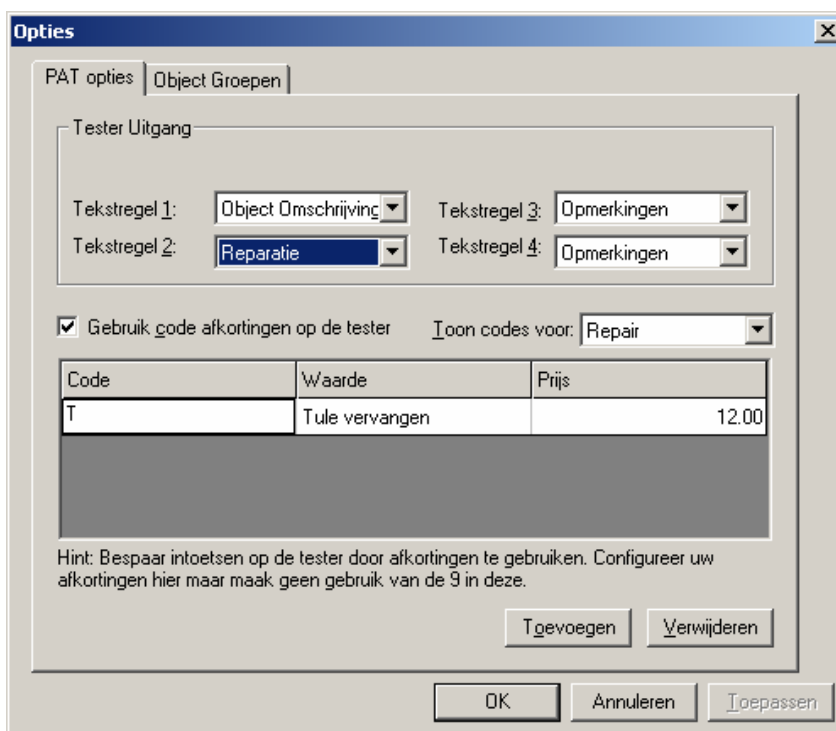 Opties
PAT opties Object Groepen
Tester Uitgang
Tekstregel 1: Object Omschrijving Tekstregel 3: Opmerkingen
Tekstregel 2: Reparatie Tekstregel 4: Opmerkingen
Gebruik code afkortingen op de tester Toon codes voor: Repair
Code Waarde Prijs
T Tule vervangen 12.00
Hint: Bespaar intoetsen op de tester door afkortingen te gebruiken. Configureer uw
afkortingen hier maar maak geen gebruik van de 9 in deze.
Toevoegen Verwijderen
OK Annuleren Toepassen